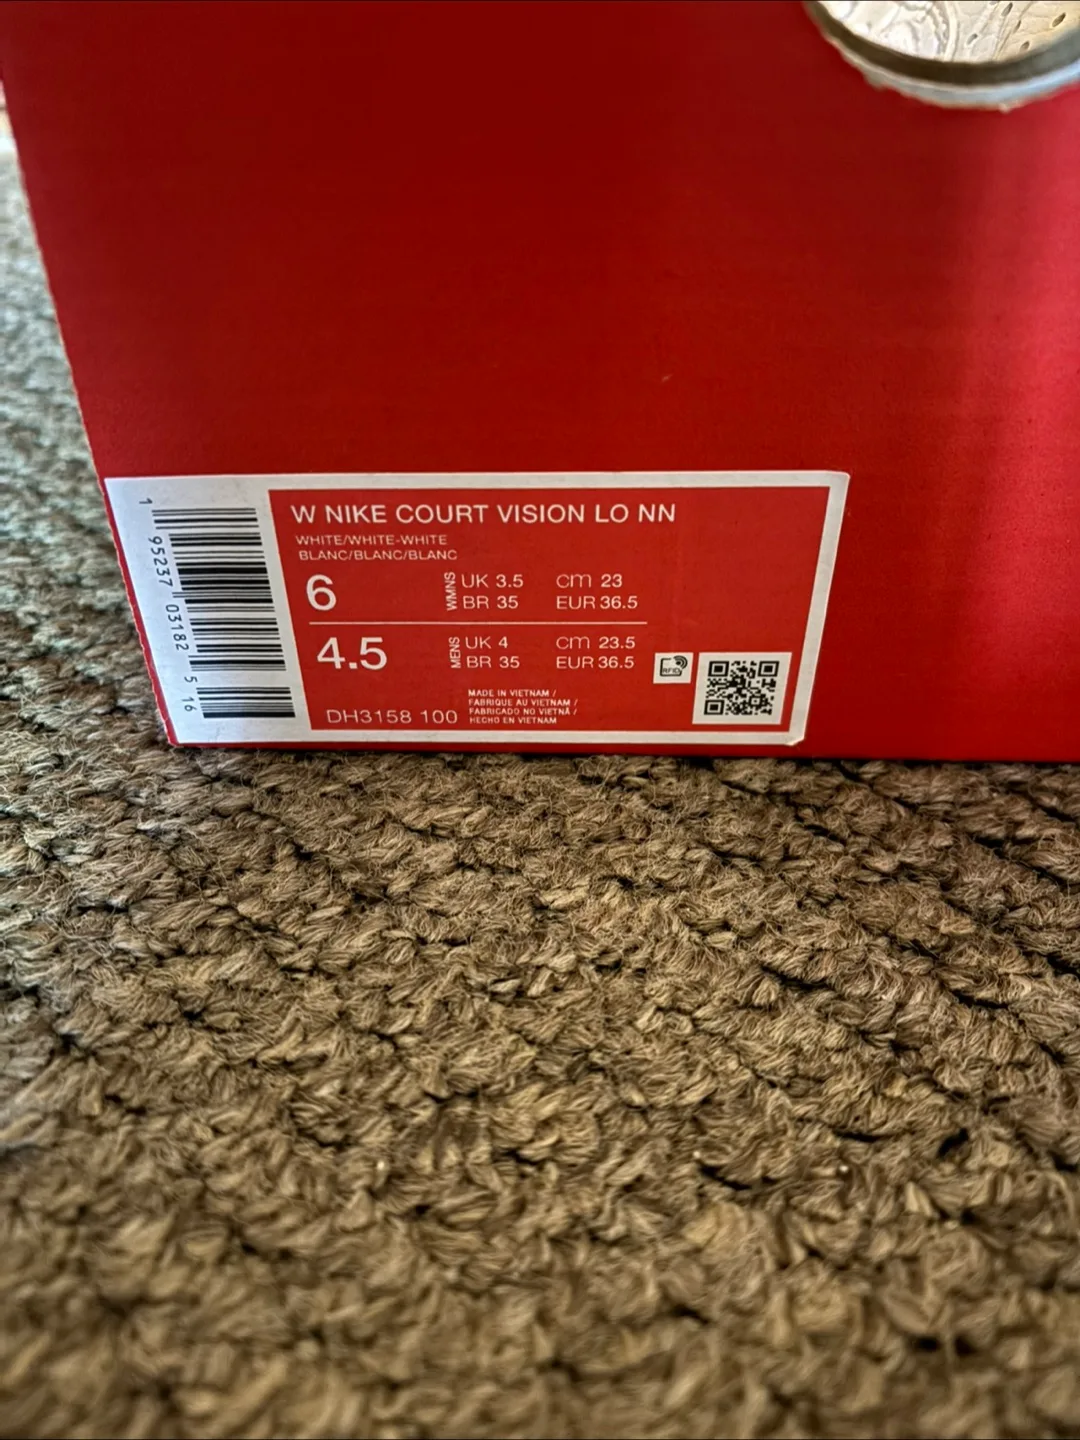 W NIKE COURT VISION LO NN
WHITE/WHITE-WHITE
BLANC/BLANC/BLANC
6 WMNS UK 3.5 cm 23
BR 35 EUR 36.5
4.5 MENS UK 4 cm 23.5
BR 35 EUR 36.5
RFID
MADE IN VIETNAM /
FABRIQUE AU VIETNAM /
FABRICADO NO VIETNÃ /
HECHO EN VIETNAM
DH3158 100
1 95237 03182 5 16